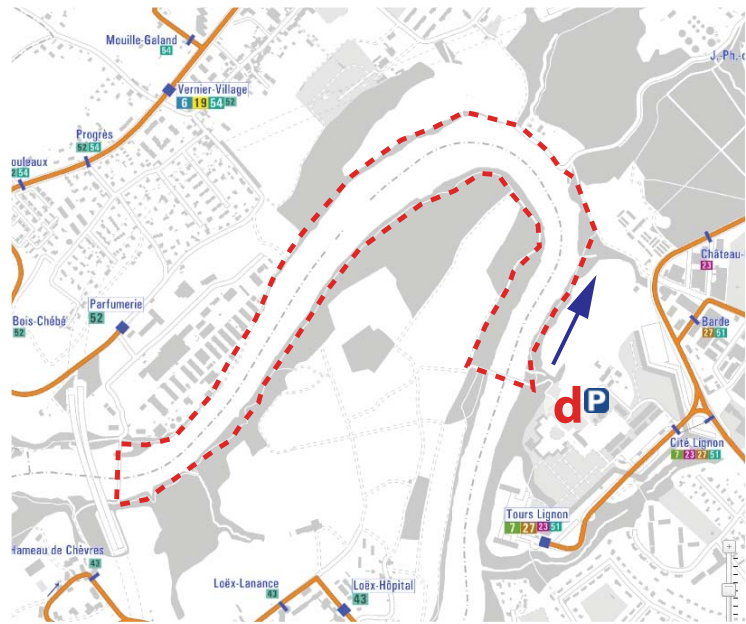 Mouille-Galand
54
J. Ph.-
Vernier-Village
6 19 54 52
Progrès
52 54
ouleaux
2 54
Château-
23
Parfumerie
52
Bois-Chébé
52
Barde
27 51
d P
Cité Lignon
7 23 27 51
Tours Lignon
7 27 23 51
Hameau de Chèvres
43
Loëx-Lanance
43
Loëx-Hôpital
43